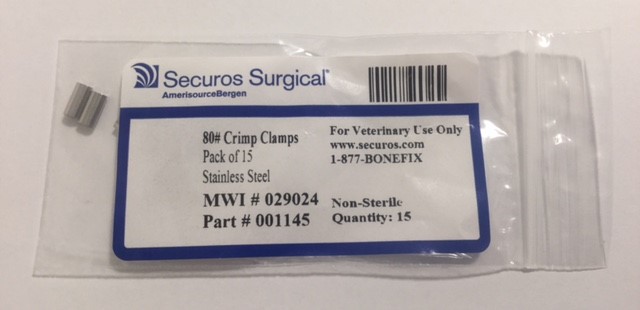 Securos Surgical
AmerisourceBergen
80# Crimp Clamps
Pack of 15
Stainless Steel
MWI # 029024
Part # 001145
For Veterinary Use Only
www.securos.com
1-877-BONEFIX
Non-Sterile
Quantity: 15